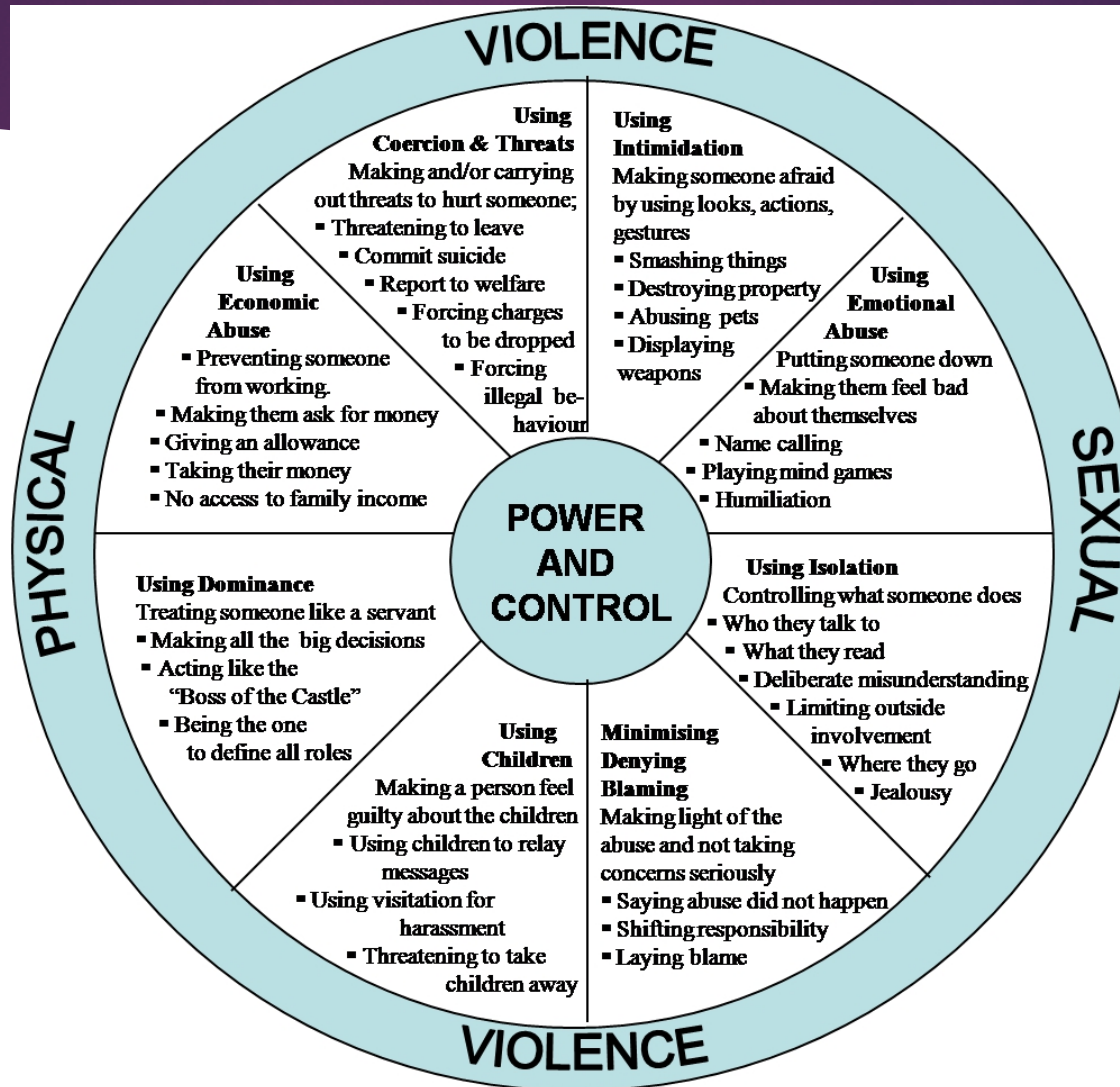 VIOLENCE
Using
Coercion & Threats
Making and/or carrying
out threats to hurt someone;
▪ Threatening to leave
▪ Commit suicide
▪ Report to welfare
▪ Forcing charges
to be dropped
▪ Forcing
illegal be-
haviour
Using
Intimidation
Making someone afraid
by using looks, actions,
gestures
▪ Smashing things
▪ Destroying property
▪ Abusing pets
▪ Displaying
weapons
Using
Emotional
Abuse
Putting someone down
▪ Making them feel bad
about themselves
▪ Name calling
▪ Playing mind games
▪ Humiliation
SEXUAL
Using Isolation
Controlling what someone does
▪ Who they talk to
▪ What they read
▪ Deliberate misunderstanding
▪ Limiting outside
involvement
▪ Where they go
▪ Jealousy
Minimising
Denying
Blaming
Making light of the
abuse and not taking
concerns seriously
▪ Saying abuse did not happen
▪ Shifting responsibility
▪ Laying blame
VIOLENCE
Using
Children
Making a person feel
guilty about the children
▪ Using children to relay
messages
▪ Using visitation for
harassment
▪ Threatening to take
children away
Using Dominance
Treating someone like a servant
▪ Making all the big decisions
▪ Acting like the
“Boss of the Castle”
▪ Being the one
to define all roles
PHYSICAL
Using
Economic
Abuse
▪ Preventing someone
from working.
▪ Making them ask for money
▪ Giving an allowance
▪ Taking their money
▪ No access to family income
POWER
AND
CONTROL